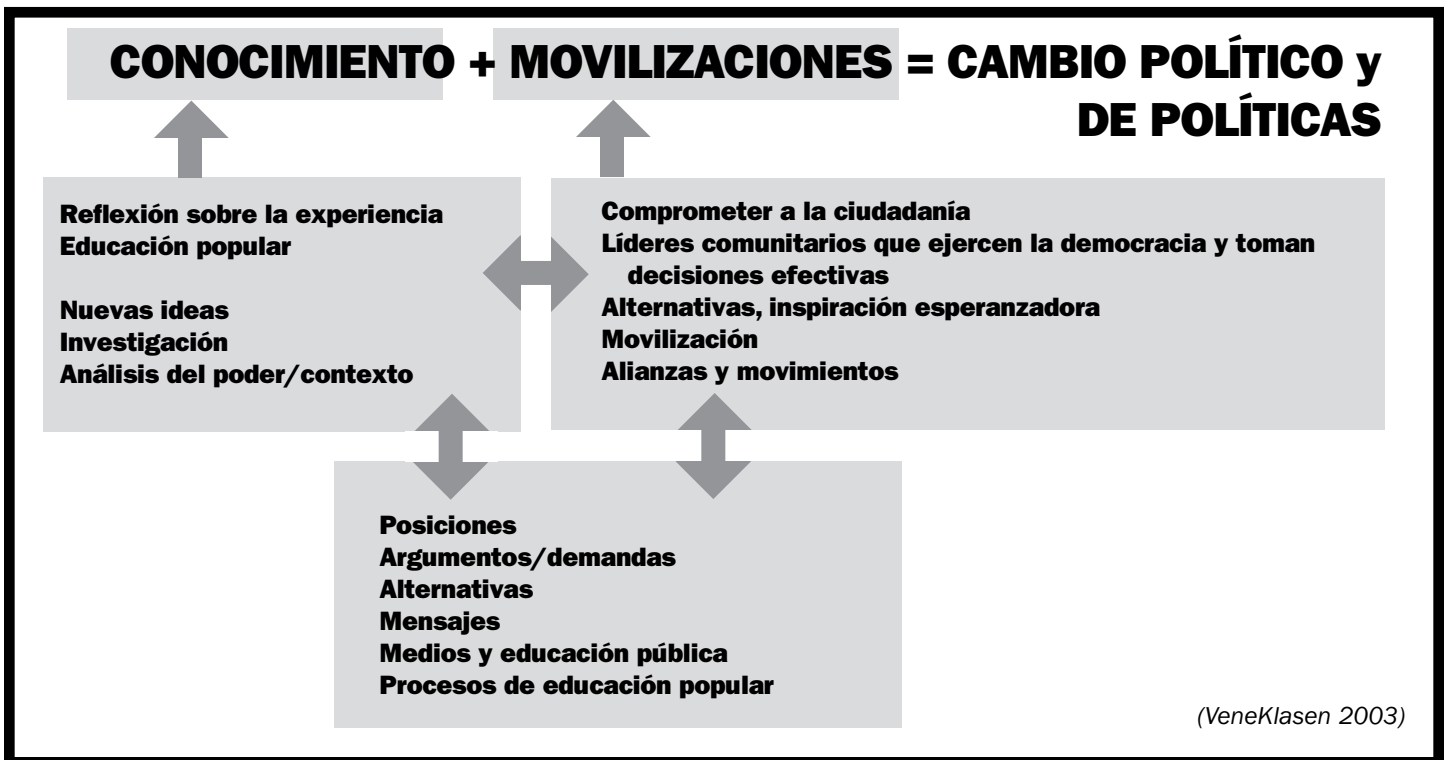 CONOCIMIENTO + MOVILIZACIONES = CAMBIO POLÍTICO y
DE POLÍTICAS
Reflexión sobre la experiencia
Educación popular
Nuevas ideas
Investigación
Análisis del poder/contexto
Comprometer a la ciudadanía
Líderes comunitarios que ejercen la democracia y toman
decisiones efectivas
Alternativas, inspiración esperanzadora
Movilización
Alianzas y movimientos
Posiciones
Argumentos/demandas
Alternativas
Mensajes
Medios y educación pública
Procesos de educación popular
(VeneKlasen 2003)